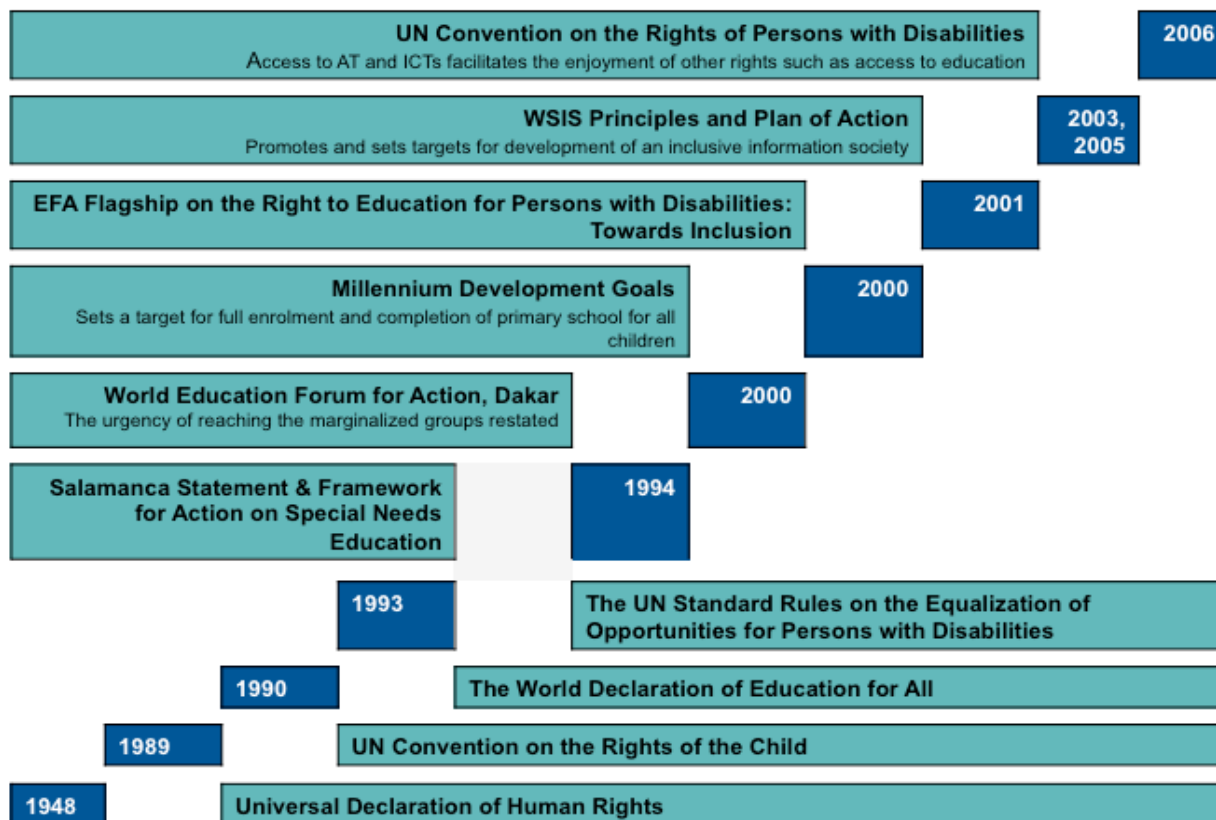 UN Convention on the Rights of Persons with Disabilities
Access to AT and ICTs facilitates the enjoyment of other rights such as access to education
2006
WSIS Principles and Plan of Action
Promotes and sets targets for development of an inclusive information society
2003,
2005
EFA Flagship on the Right to Education for Persons with Disabilities:
Towards Inclusion
2001
Millennium Development Goals
Sets a target for full enrolment and completion of primary school for all
children
2000
World Education Forum for Action, Dakar
The urgency of reaching the marginalized groups restated
2000
Salamanca Statement & Framework
for Action on Special Needs
Education
1994
1993
The UN Standard Rules on the Equalization of
Opportunities for Persons with Disabilities
1990
The World Declaration of Education for All
1989
UN Convention on the Rights of the Child
1948
Universal Declaration of Human Rights